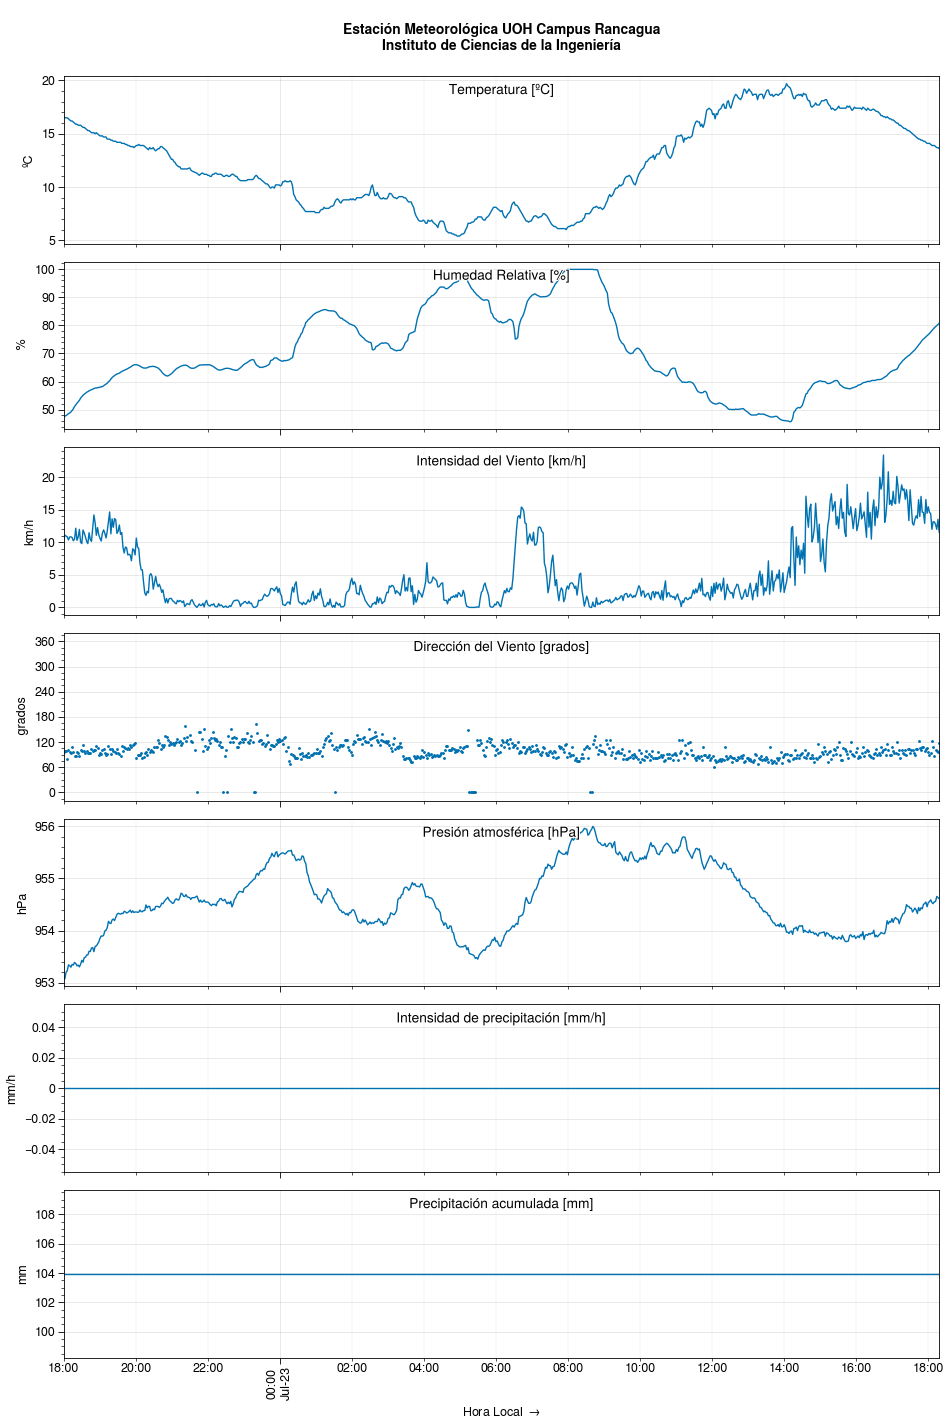 Estación Meteorológica UOH Campus Rancagua
Instituto de Ciencias de la Ingeniería
Temperatura [ºC]
ºC
20
15
10
5
Humedad Relativa [%]
%
100
90
80
70
60
50
Intensidad del Viento [km/h]
km/h
20
15
10
5
0
Dirección del Viento [grados]
grados
360
300
240
180
120
60
0
Presión atmosférica [hPa]
hPa
956
955
954
953
Intensidad de precipitación [mm/h]
mm/h
0.04
0.02
0
−0.02
−0.04
Precipitación acumulada [mm]
mm
108
106
104
102
100
18:00 20:00 22:00 00:00 02:00 04:00 06:00 08:00 10:00 12:00 14:00 16:00 18:00
Jul-23
Hora Local →